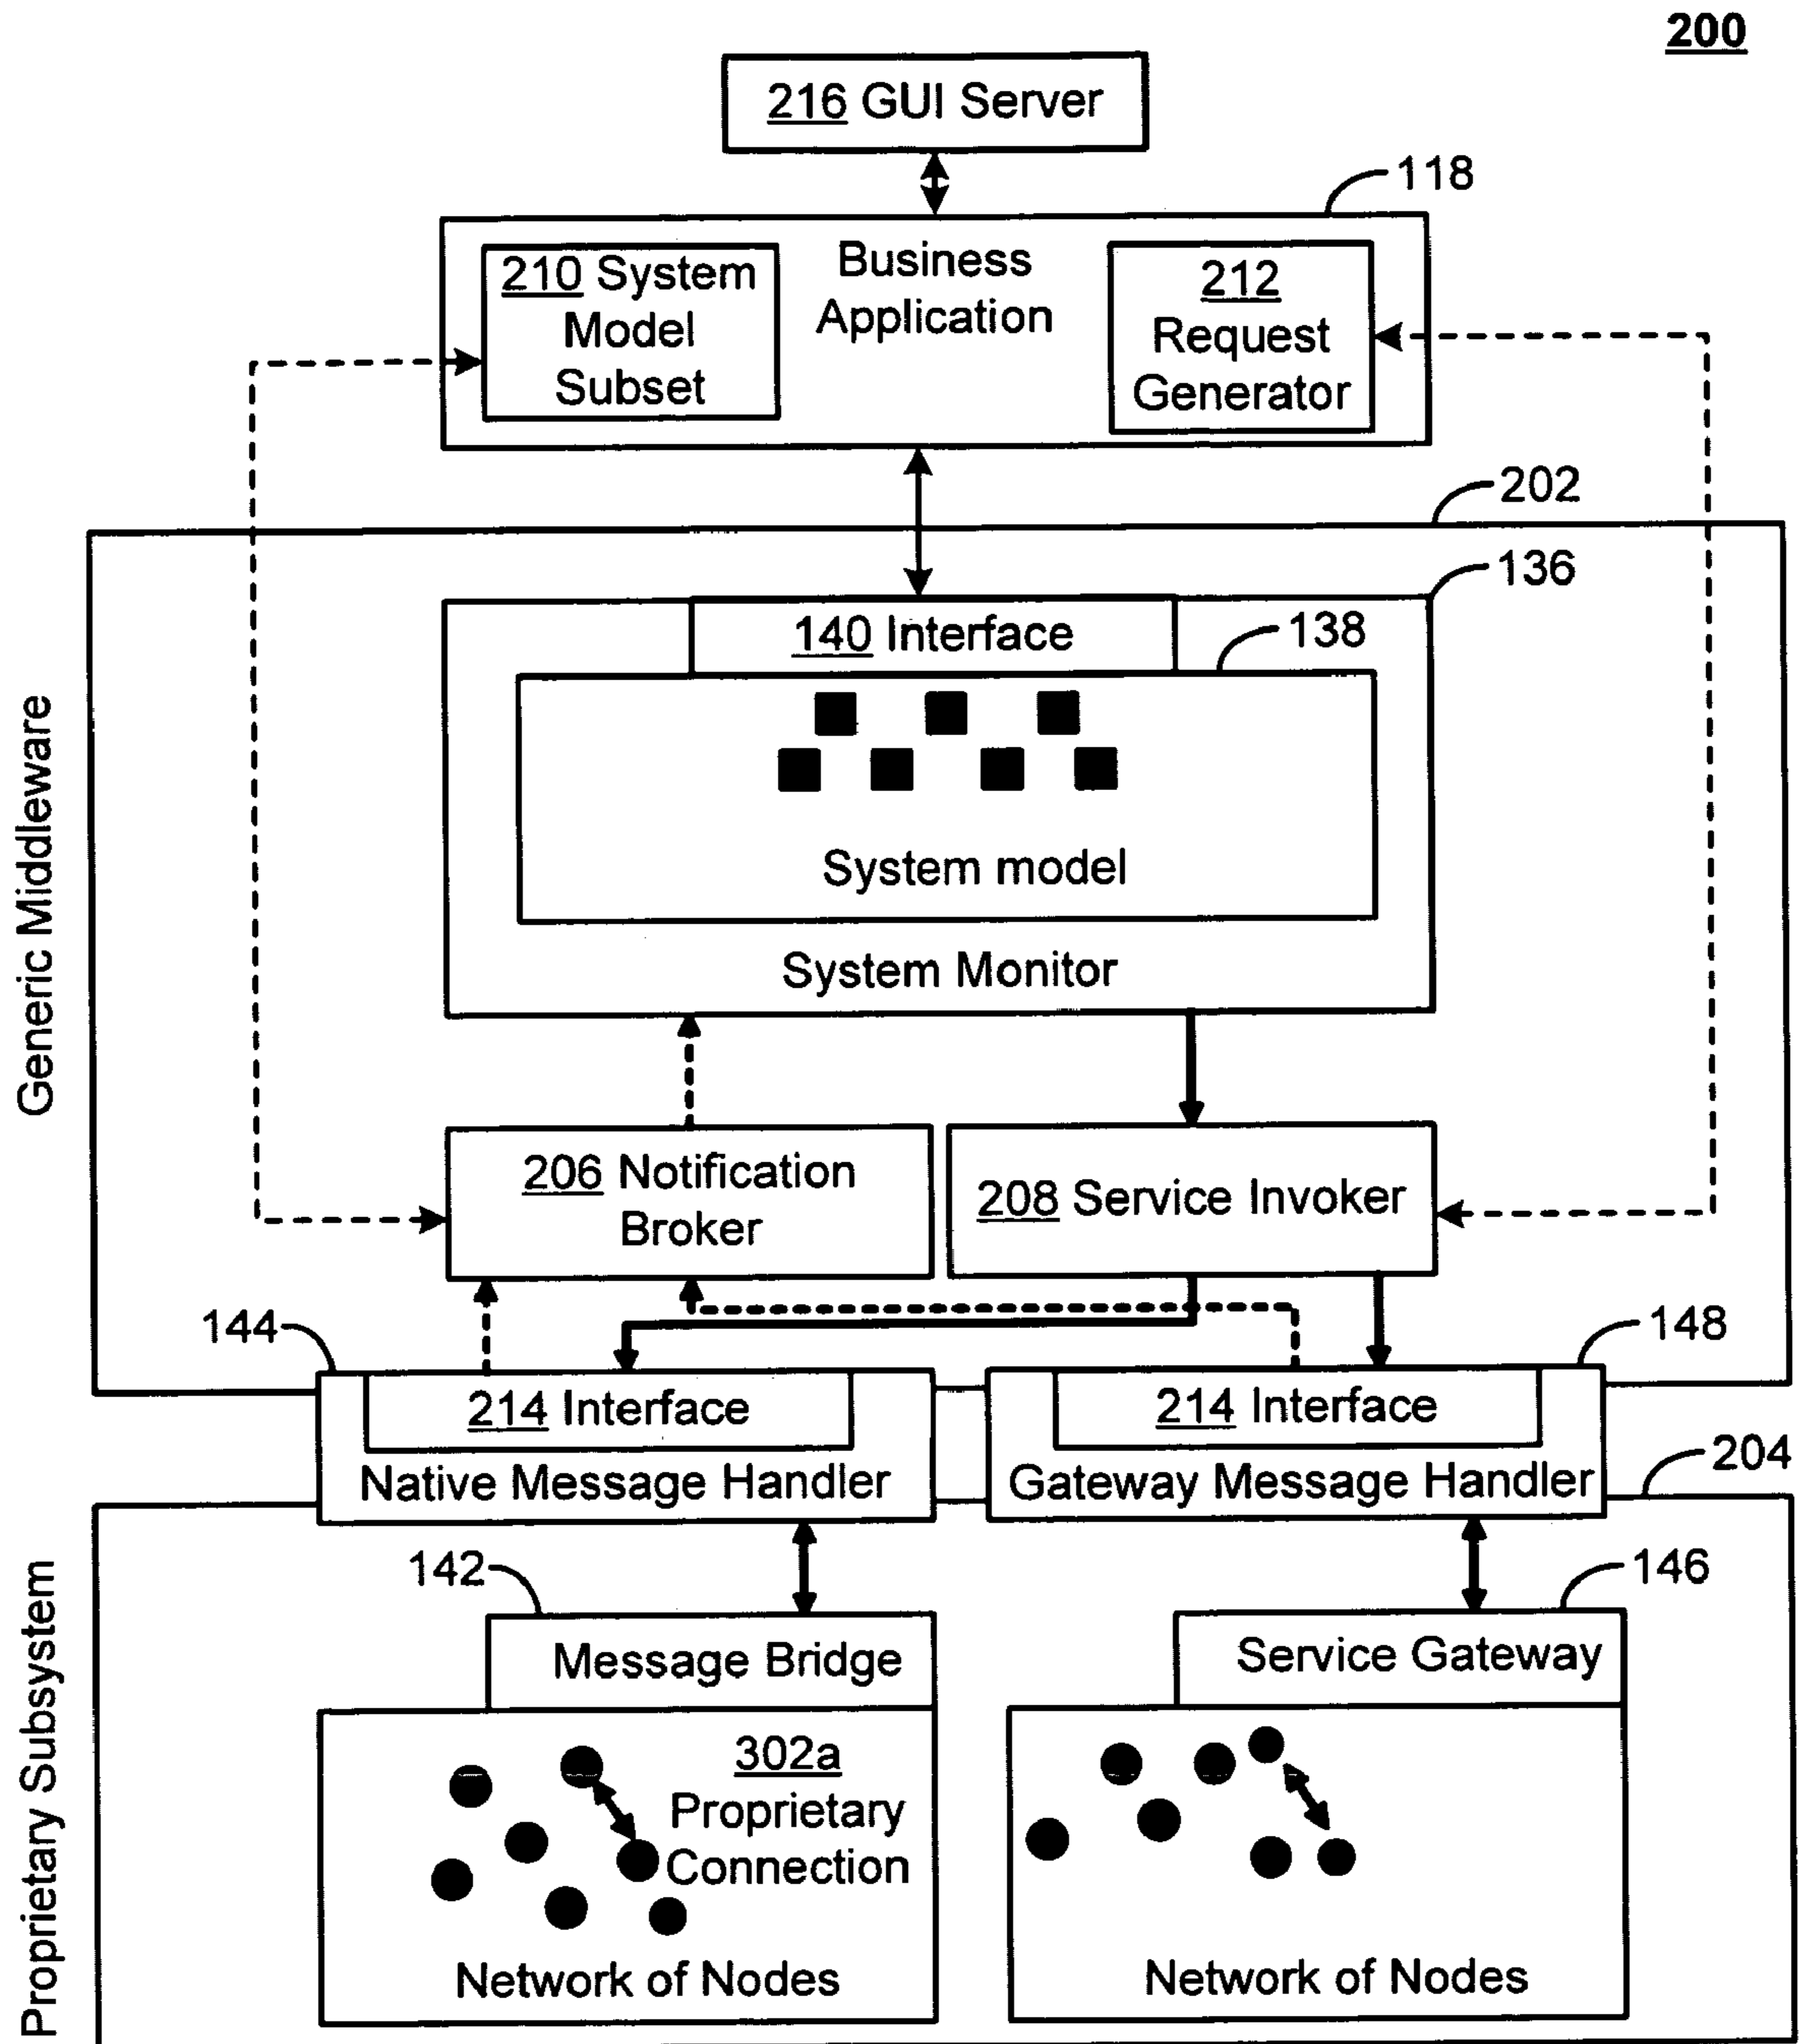 200
216 GUI Server
118
210 System
Model
Subset
Business
Application
212
Request
Generator
202
136
140 Interface
138
System model
System Monitor
Generic Middleware
206 Notification
Broker
208 Service Invoker
144
148
214 Interface
Native Message Handler
214 Interface
Gateway Message Handler
204
Proprietary Subsystem
142
146
Message Bridge
Service Gateway
302a
Proprietary
Connection
Network of Nodes
Network of Nodes